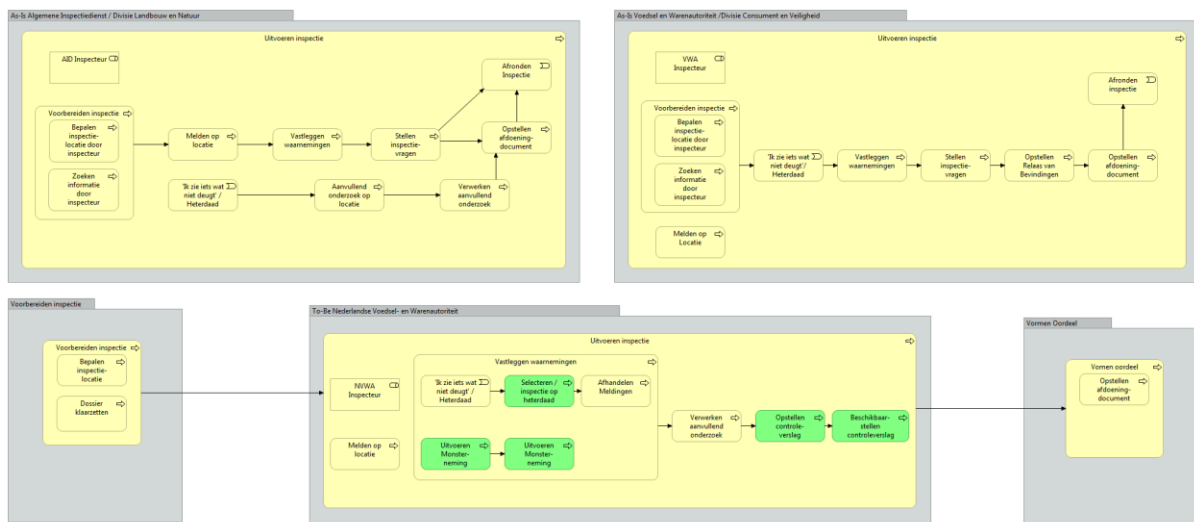 As-Is Algemene Inspectiedienst / Divisie Landbouw en Natuur
Uitvoeren inspectie
AID Inspecteur
Afronden
Inspectie
Voorbereiden inspectie
Bepalen
inspectie-
locatie door
inspecteur
Melden op
locatie
Vastleggen
waarnemingen
Stellen
inspectie-
vragen
Opstellen
afdoening-
document
Zoeken
informatie
door
inspecteur
'Ik zie iets wat
niet deugt' /
Heterdaad
Aanvullend
onderzoek op
locatie
Verwerken
aanvullend
onderzoek
As-Is Voedsel en Warenautoriteit /Divisie Consument en Veiligheid
Uitvoeren inspectie
VWA
Inspecteur
Afronden
inspectie
Voorbereiden inspectie
Bepalen
inspectie-
locatie door
inspecteur
Zoeken
informatie
door
inspecteur
'Ik zie iets wat
niet deugt'/
Heterdaad
Vastleggen
waarnemingen
Stellen
inspectie-
vragen
Opstellen
Relaas van
Bevindingen
Opstellen
afdoening-
document
Melden op
Locatie
Voorbereiden inspectie
Voorbereiden inspectie
Bepalen
inspectie-
locatie
Dossier
klaarzetten
To-Be Nederlandse Voedsel- en Warenautoriteit
Uitvoeren inspectie
Vastleggen waarnemingen
NVWA
Inspecteur
'Ik zie iets wat
niet deugt' /
Heterdaad
Selecteren /
inspectie op
heterdaad
Afhandelen
Meldingen
Melden op
locatie
Uitvoeren
Monster-
neming
Uitvoeren
Monster-
neming
Verwerken
aanvullend
onderzoek
Opstellen
controle-
verslag
Beschikbaar-
stellen
controleverslag
Vormen Oordeel
Vormen oordeel
Opstellen
afdoening-
document